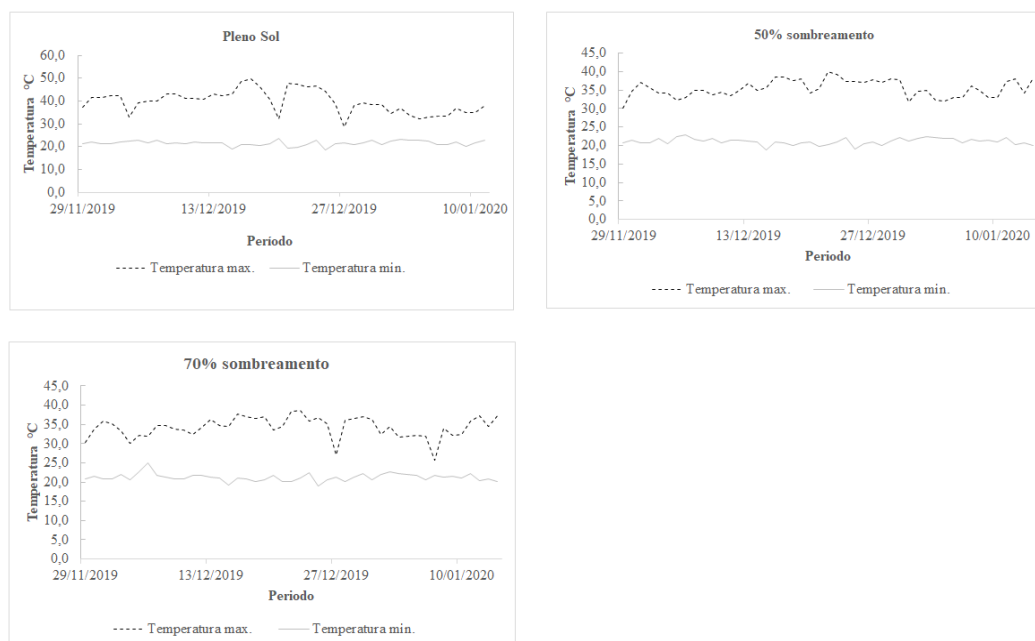 Pleno Sol
Temperatura °C
60,0
50,0
40,0
30,0
20,0
10,0
0,0
29/11/2019 13/12/2019 27/12/2019 10/01/2020
Período
Temperatura max. Temperatura min.
50% sombreamento
Temperatura °C
45,0
40,0
35,0
30,0
25,0
20,0
15,0
10,0
5,0
0,0
29/11/2019 13/12/2019 27/12/2019 10/01/2020
Período
Temperatura max. Temperatura min.
70% sombreamento
Temperatura °C
45,0
40,0
35,0
30,0
25,0
20,0
15,0
10,0
5,0
0,0
29/11/2019 13/12/2019 27/12/2019 10/01/2020
Período
Temperatura max. Temperatura min.